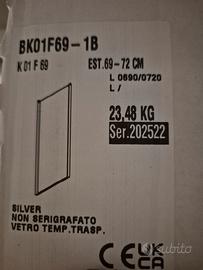 BK01F69-1B
K 01 F 69
EST.69-72 CM
L 0690/0720
L /
23,48 KG
Ser.202522
SILVER
NON SERIGRAFATO
VETRO TEMP.TRASP.
CE UK CA
subito